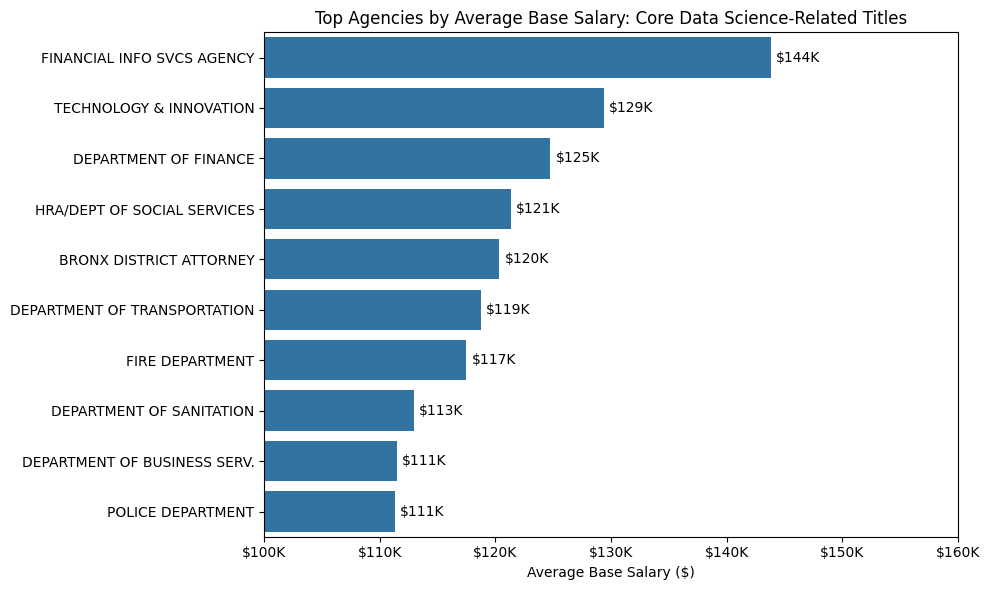 Top Agencies by Average Base Salary: Core Data Science-Related Titles
FINANCIAL INFO SVCS AGENCY $144K
TECHNOLOGY & INNOVATION $129K
DEPARTMENT OF FINANCE $125K
HRA/DEPT OF SOCIAL SERVICES $121K
BRONX DISTRICT ATTORNEY $120K
DEPARTMENT OF TRANSPORTATION $119K
FIRE DEPARTMENT $117K
DEPARTMENT OF SANITATION $113K
DEPARTMENT OF BUSINESS SERV. $111K
POLICE DEPARTMENT $111K
$100K $110K $120K $130K $140K $150K $160K
Average Base Salary ($)